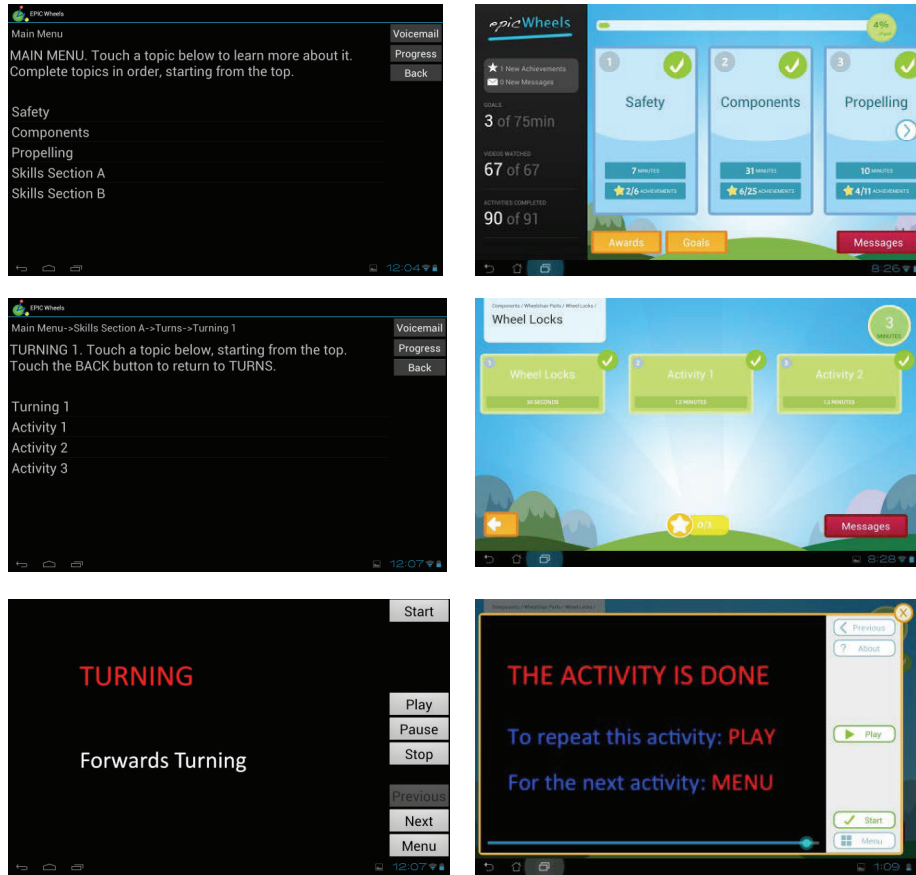 EPIC Wheels
Main Menu
MAIN MENU. Touch a topic below to learn more about it.
Complete topics in order, starting from the top.
Safety
Components
Propelling
Skills Section A
Skills Section B
Voicemail
Progress
Back
12:04
epicWheels
1 New Achievements
0 New Messages
GOALS
3 of 75min
VIDEOS WATCHED
67 of 67
ACTIVITIES COMPLETED
90 of 91
4%
1
Safety
7 MINUTES
2/6 ACHIEVEMENTS
2
Components
31 MINUTES
6/25 ACHIEVEMENTS
3
Propelling
10 MINUTES
4/11 ACHIEVEMENTS
Awards
Goals
Messages
8:26
EPIC Wheels
Main Menu->Skills Section A->Turns->Turning 1
TURNING 1. Touch a topic below, starting from the top.
Touch the BACK button to return to TURNS.
Turning 1
Activity 1
Activity 2
Activity 3
Voicemail
Progress
Back
12:07
Components / Wheelchair Parts / Wheel Locks /
Wheel Locks
3
MINUTES
1
Wheel Locks
2
Activity 1
1.2 MINUTES
3
Activity 2
1.3 MINUTES
0/3
Messages
8:28
TURNING
Forwards Turning
Start
Play
Pause
Stop
Previous
Next
Menu
12:07
Components / Wheelchair Parts / Wheel Locks /
THE ACTIVITY IS DONE
To repeat this activity: PLAY
For the next activity: MENU
Previous
? About
Play
Start
Menu
1:09